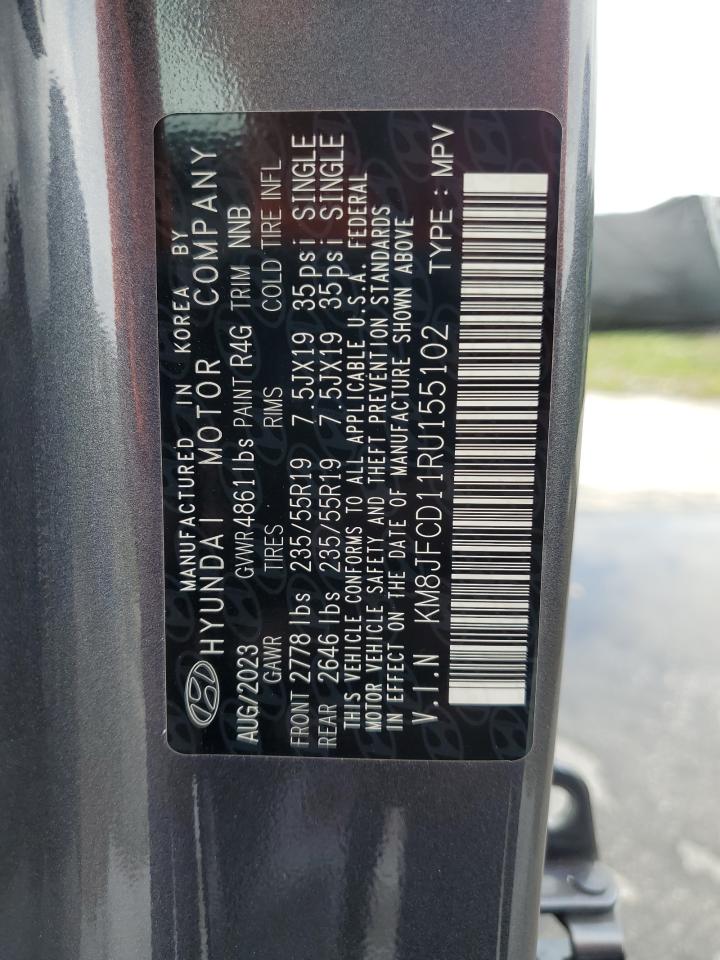 MANUFACTURED IN KOREA BY
HYUNDAI MOTOR COMPANY
AUG/2023 GVWR 4861lbs PAINT R4G TRIM NNB
GAWR TIRES RIMS COLD TIRE INFL
FRONT 2778 lbs 235/55R19 7.5JX19 35psi SINGLE
REAR 2646 lbs 235/55R19 7.5JX19 35psi SINGLE
THIS VEHICLE CONFORMS TO ALL APPLICABLE U.S.A. FEDERAL
MOTOR VEHICLE SAFETY AND THEFT PREVENTION STANDARDS
IN EFFECT ON THE DATE OF MANUFACTURE SHOWN ABOVE
V.I.N KM8JFCD11RU155102 TYPE : MPV